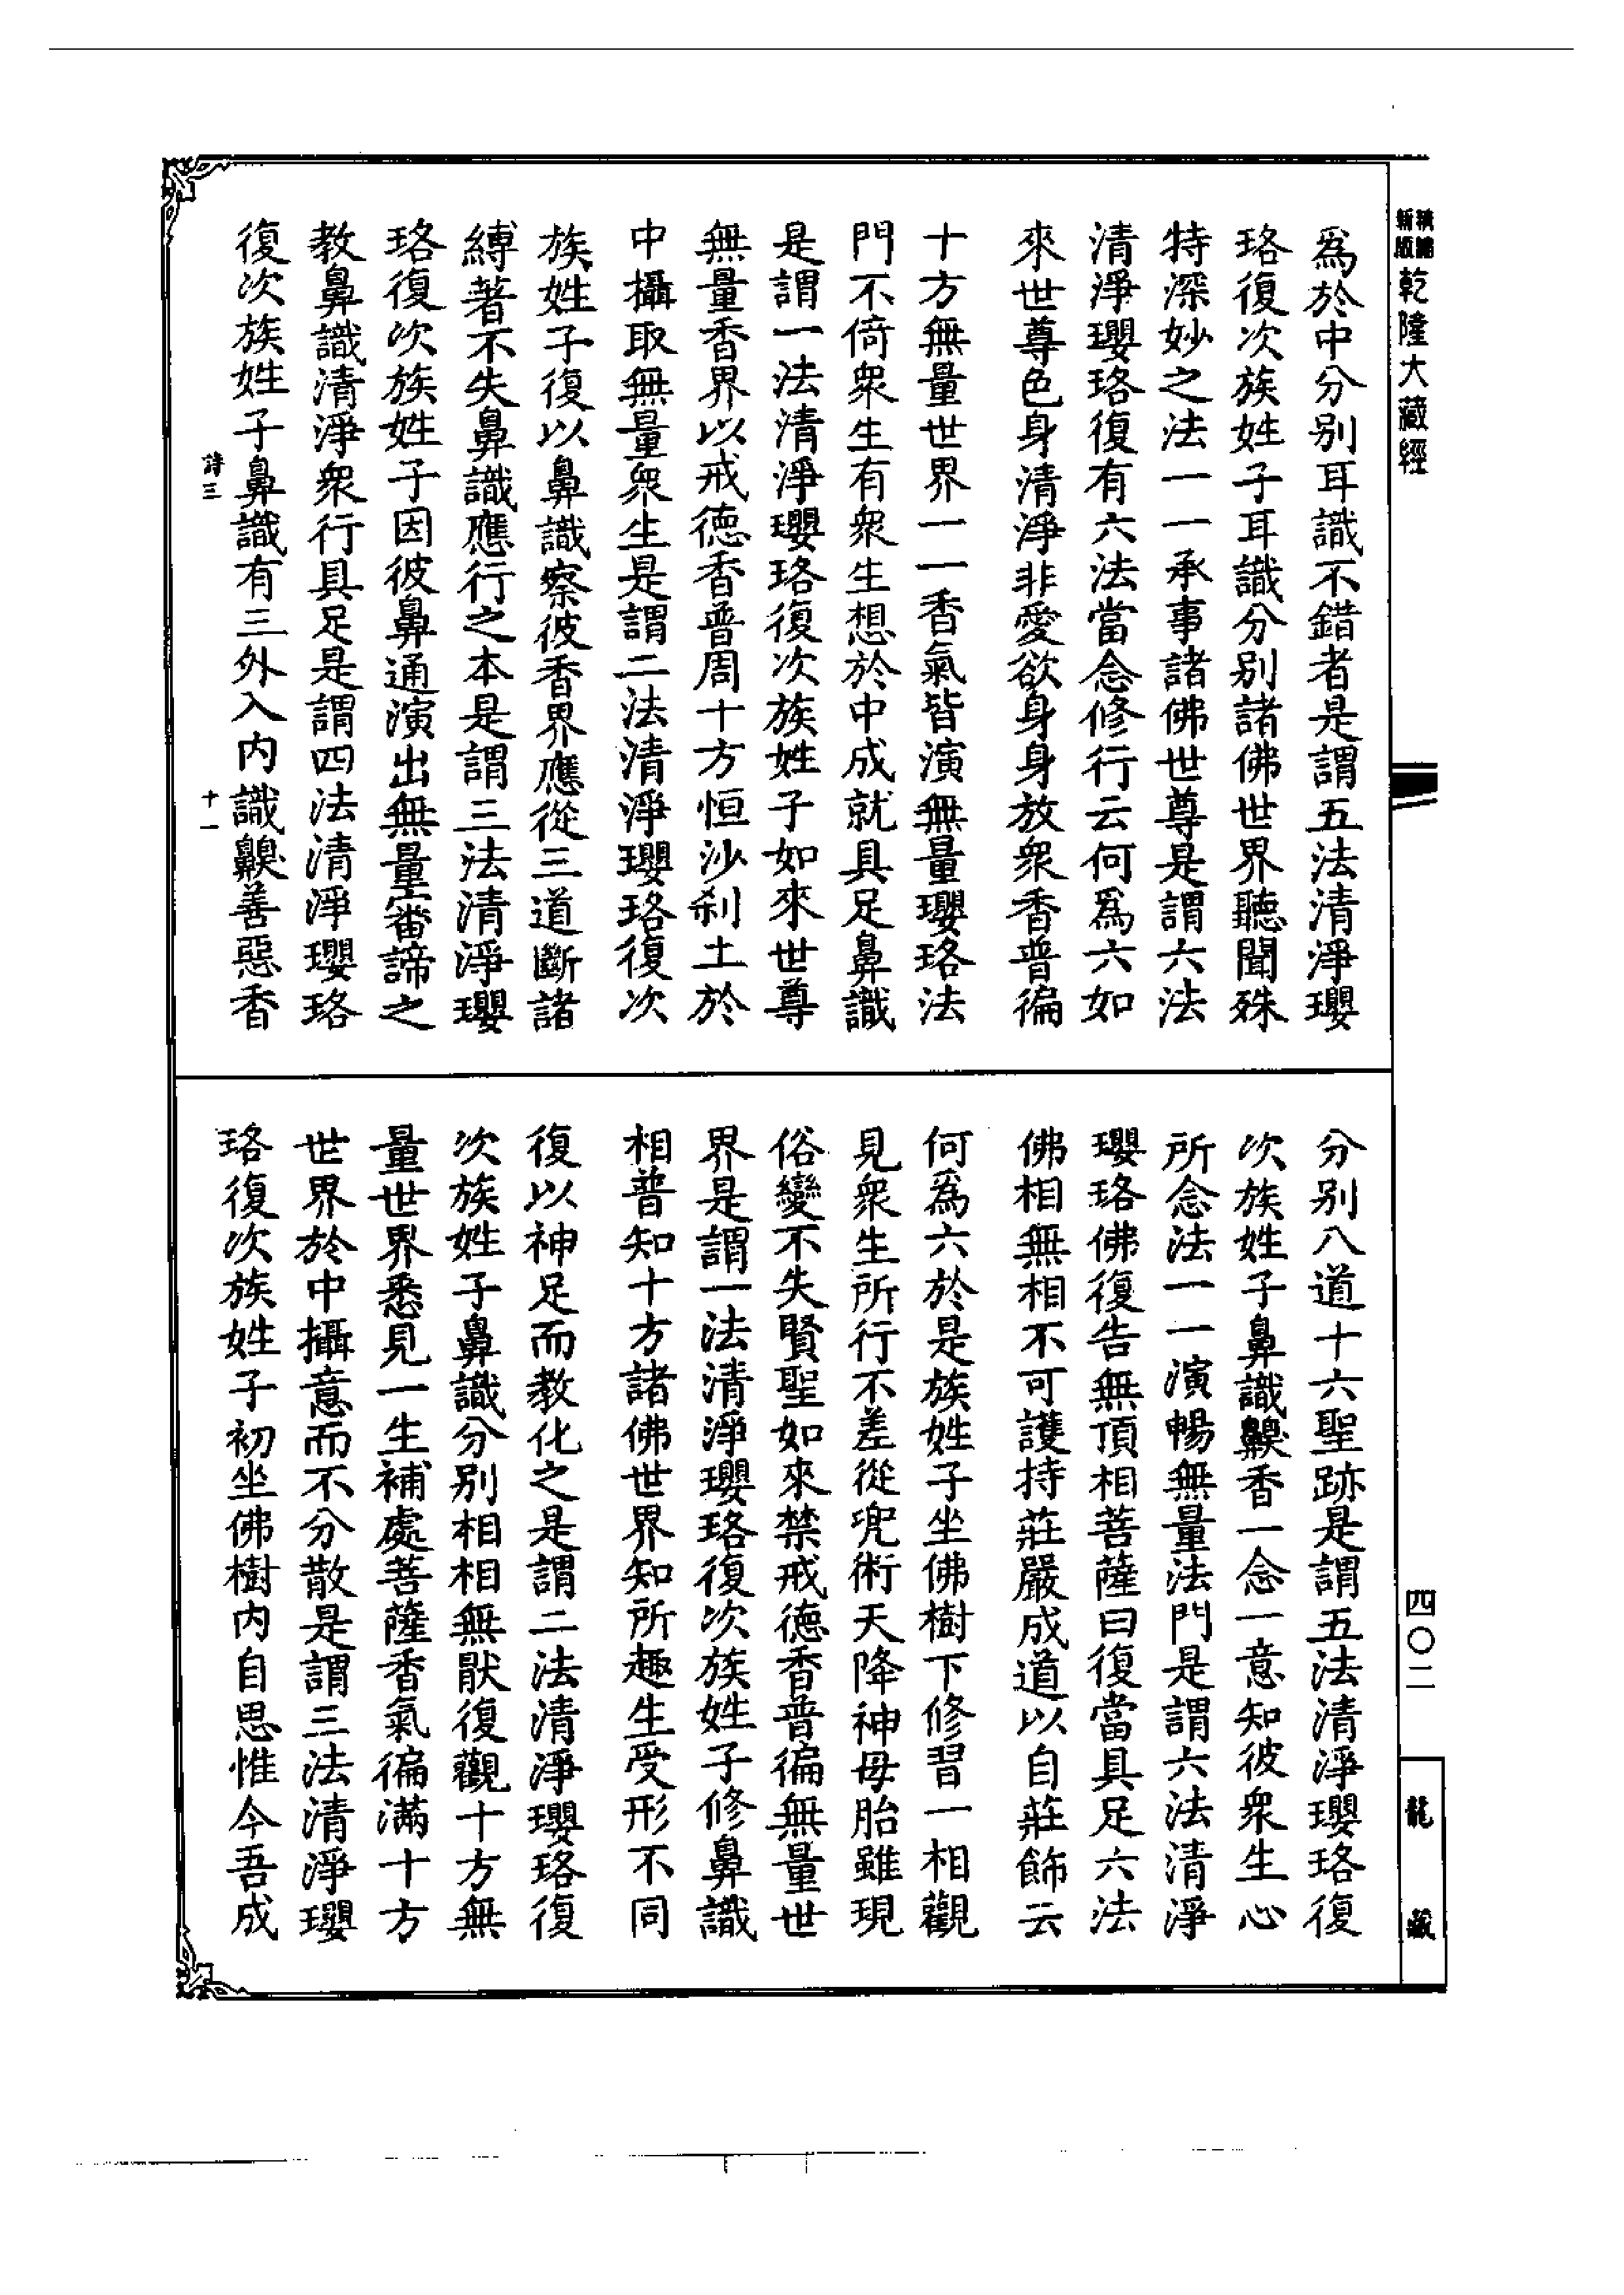 精編
新版
乾隆大藏經
爲於中分别耳識不錯者是謂五法清淨瓔
珞復次族姓子耳識分别諸佛世界聽聞殊
特深妙之法一一承事諸佛世尊是謂六法
清淨瓔珞復有六法當念修行云何爲六如
來世尊色身清淨非愛欲身身放衆香普徧
十方無量世界一一香氣皆演無量瓔珞法
門不倚衆生有衆生想於中成就具足鼻識
是謂一法清淨瓔珞復次族姓子如來世尊
無量香界以戒德香普周十方恒沙刹土於
中攝取無量衆生是謂二法清淨瓔珞復次
族姓子復以鼻識察彼香界應從三道斷諸
縛著不失鼻識應行之本是謂三法清淨瓔
珞復次族姓子因彼鼻通演出無量審諦之
教鼻識清淨衆行具足是謂四法清淨瓔珞
復次族姓子鼻識有三外入内識齅善惡香
詩三
十一
分别八道十六聖跡是謂五法清淨瓔珞復
次族姓子鼻識齅香一念一意知彼衆生心
所念法一一演暢無量法門是謂六法清淨
瓔珞佛復告無頂相菩薩曰復當具足六法
佛相無相不可護持莊嚴成道以自莊飾云
何爲六於是族姓子坐佛樹下修習一相觀
見衆生所行不差從兜術天降神母胎雖現
俗變不失賢聖如來禁戒德香普徧無量世
界是謂一法清淨瓔珞復次族姓子修鼻識
相普知十方諸佛世界知所趣生受形不同
復以神足而教化之是謂二法清淨瓔珞復
次族姓子鼻識分别相相無猒復觀十方無
量世界悉見一生補處菩薩香氣徧滿十方
世界於中攝意而不分散是謂三法清淨瓔
珞復次族姓子初坐佛樹内自思惟今吾成
四〇二
龍藏